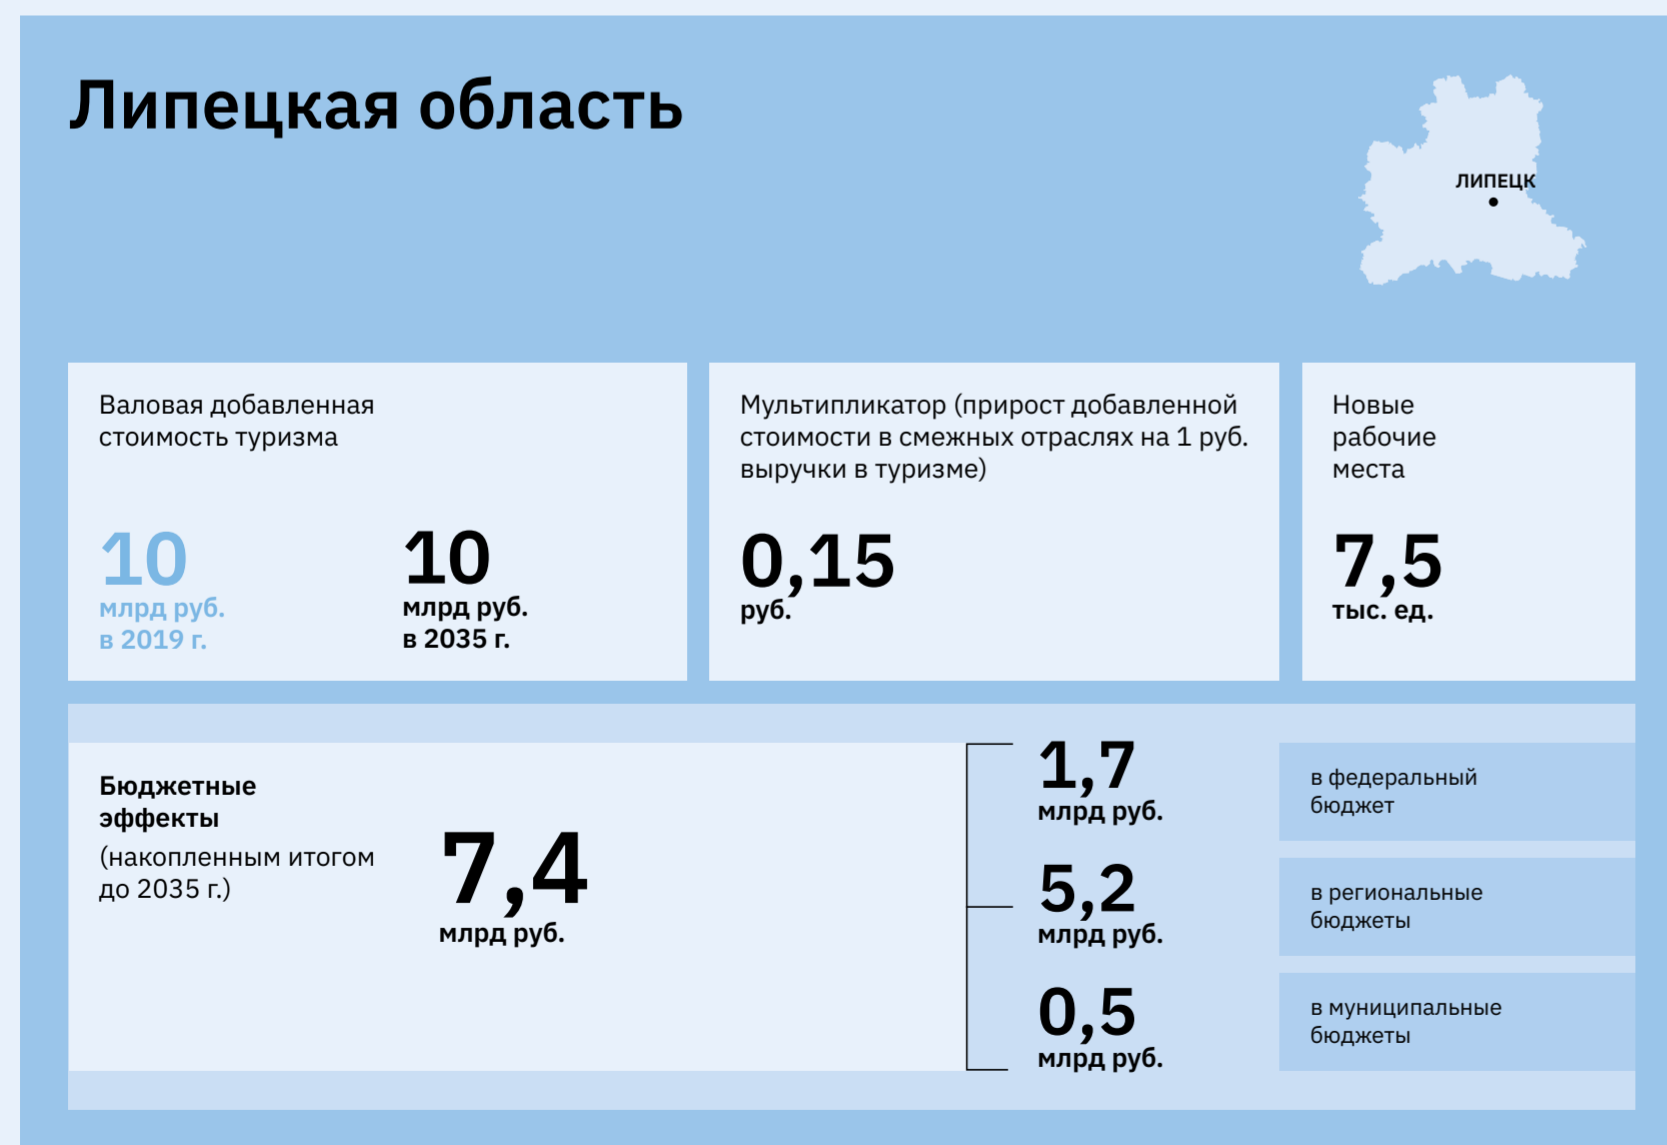 Липецкая область
ЛИПЕЦК
Валовая добавленная
стоимость туризма
10
млрд руб.
в 2019 г.
10
млрд руб.
в 2035 г.
Мультипликатор (прирост добавленной
стоимости в смежных отраслях на 1 руб.
выручки в туризме)
0,15
руб.
Новые
рабочие
места
7,5
тыс. ед.
Бюджетные
эффекты
(накопленным итогом
до 2035 г.)
7,4
млрд руб.
1,7
млрд руб.
в федеральный
бюджет
5,2
млрд руб.
в региональные
бюджеты
0,5
млрд руб.
в муниципальные
бюджеты